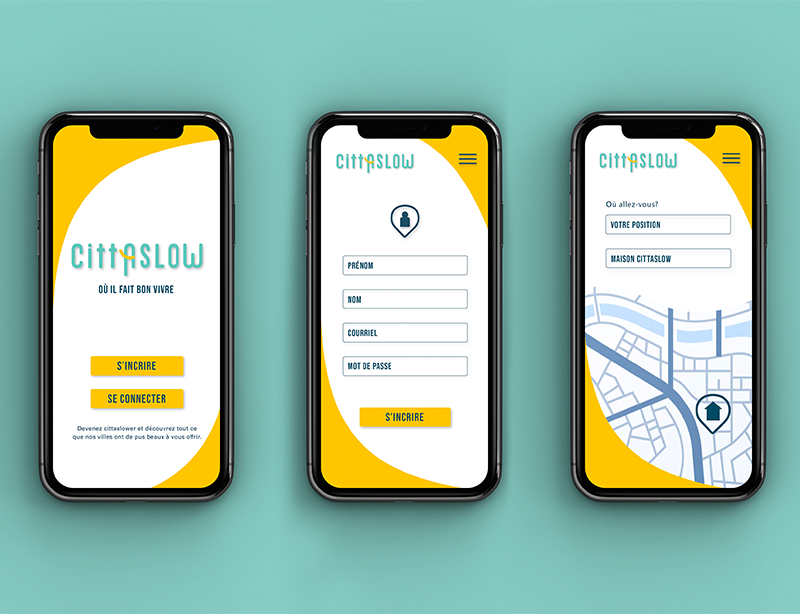 CittASLOW
OÙ IL FAIT BON VIVRE
S'INCRIRE
SE CONNECTER
Devenez cittaslower et découvrez tout ce
que nos villes ont de pus beaux à vous offrir.
CittASLOW
PRÉNOM
NOM
COURRIEL
MOT DE PASSE
S'INCRIRE
CittASLOW
Où allez-vous?
VOTRE POSITION
MAISON CITTASLOW